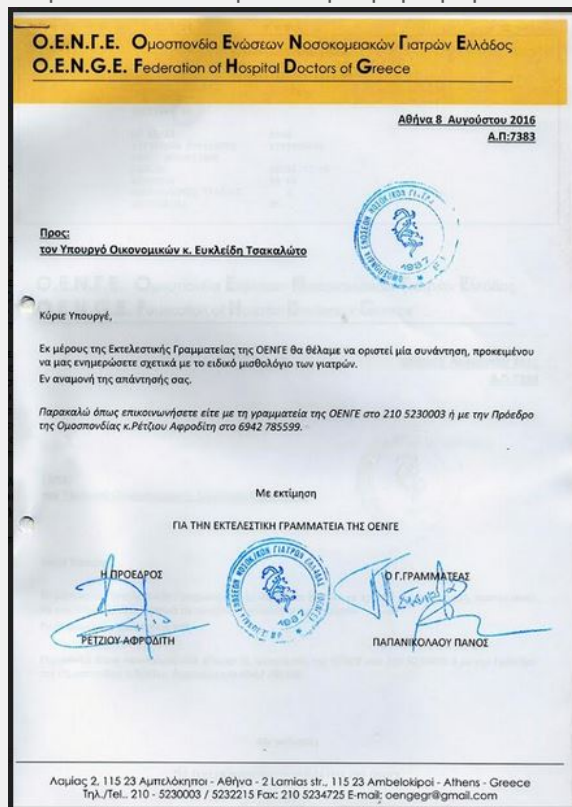 Ο.Ε.Ν.Γ.Ε. Ομοσπονδία Ενώσεων Νοσοκομειακών Γιατρών Ελλάδος
O.E.N.G.E. Federation of Hospital Doctors of Greece
Αθήνα 8 Αυγούστου 2016
Α.Π:7383
Προς:
τον Υπουργό Οικονομικών κ. Ευκλείδη Τσακαλώτο
Κύριε Υπουργέ,
Εκ μέρους της Εκτελεστικής Γραμματείας της ΟΕΝΓΕ θα θέλαμε να οριστεί μία συνάντηση, προκειμένου
να μας ενημερώσετε σχετικά με το ειδικό μισθολόγιο των γιατρών.
Εν αναμονή της απάντησής σας.
Παρακαλώ όπως επικοινωνήσετε είτε με τη γραμματεία της ΟΕΝΓΕ στο 210 5230003 ή με την Πρόεδρο
της Ομοσπονδίας κ.Ρέτζιου Αφροδίτη στο 6942 785599.
Με εκτίμηση
ΓΙΑ ΤΗΝ ΕΚΤΕΛΕΣΤΙΚΗ ΓΡΑΜΜΑΤΕΙΑ ΤΗΣ ΟΕΝΓΕ
Η ΠΡΟΕΔΡΟΣ
Ο Γ.ΓΡΑΜΜΑΤΕΑΣ
1987
ΡΕΤΖΙΟΥ ΑΦΡΟΔΙΤΗ
ΠΑΠΑΝΙΚΟΛΑΟΥ ΠΑΝΟΣ
Λαμίας 2, 115 23 Αμπελόκηποι - Αθήνα - 2 Lamias str., 115 23 Ambelokipoi - Athens - Greece
Τηλ./Tel.. 210 - 5230003 / 5232215 Fax: 210 5234725 E-mail: oengegr@gmail.com